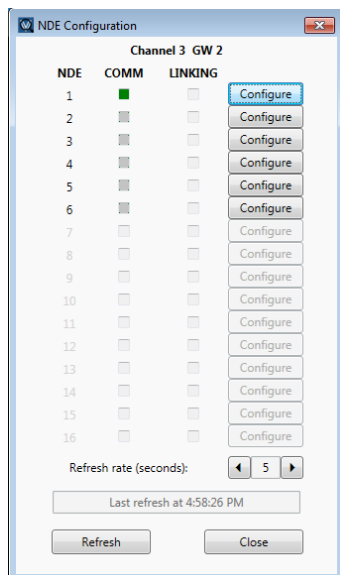 NDE Configuration
Channel 3 GW 2
NDE COMM LINKING
1 Configure
2 Configure
3 Configure
4 Configure
5 Configure
6 Configure
7 Configure
8 Configure
9 Configure
10 Configure
11 Configure
12 Configure
13 Configure
14 Configure
15 Configure
16 Configure
Refresh rate (seconds): 5
Last refresh at 4:58:26 PM
Refresh Close